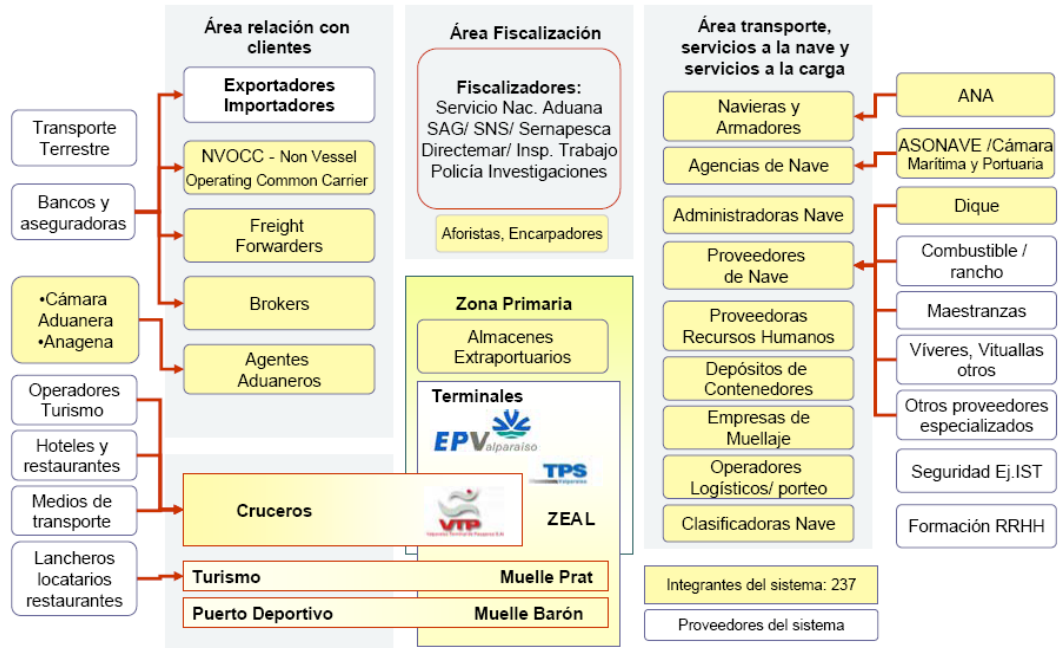 Área relación con
clientes
Exportadores
Importadores
NVOCC - Non Vessel
Operating Common Carrier
Freight
Forwarders
Brokers
Agentes
Aduaneros
Transporte
Terrestre
Bancos y
aseguradoras
•Cámara
Aduanera
•Anagena
Operadores
Turismo
Hoteles y
restaurantes
Medios de
transporte
Lancheros
locatarios
restaurantes
Área Fiscalización
Fiscalizadores:
Servicio Nac. Aduana
SAG/ SNS/ Sernapesca
Directemar/ Insp. Trabajo
Policía Investigaciones
Aforistas, Encarpadores
Zona Primaria
Almacenes
Extraportuarios
Terminales
EPValparaíso
TPS
Valparaíso
ZEAL
Cruceros
VTP
Turismo Muelle Prat
Puerto Deportivo Muelle Barón
Área transporte,
servicios a la nave y
servicios a la carga
Navieras y
Armadores
Agencias de Nave
Administradoras Nave
Proveedores
de Nave
Proveedoras
Recursos Humanos
Depósitos de
Contenedores
Empresas de
Muellaje
Operadores
Logísticos/ porteo
Clasificadoras Nave
ANA
ASONAVE /Cámara
Marítima y Portuaria
Dique
Combustible /
rancho
Maestranzas
Víveres, Vituallas
otros
Otros proveedores
especializados
Seguridad Ej.IST
Formación RRHH
Integrantes del sistema: 237
Proveedores del sistema